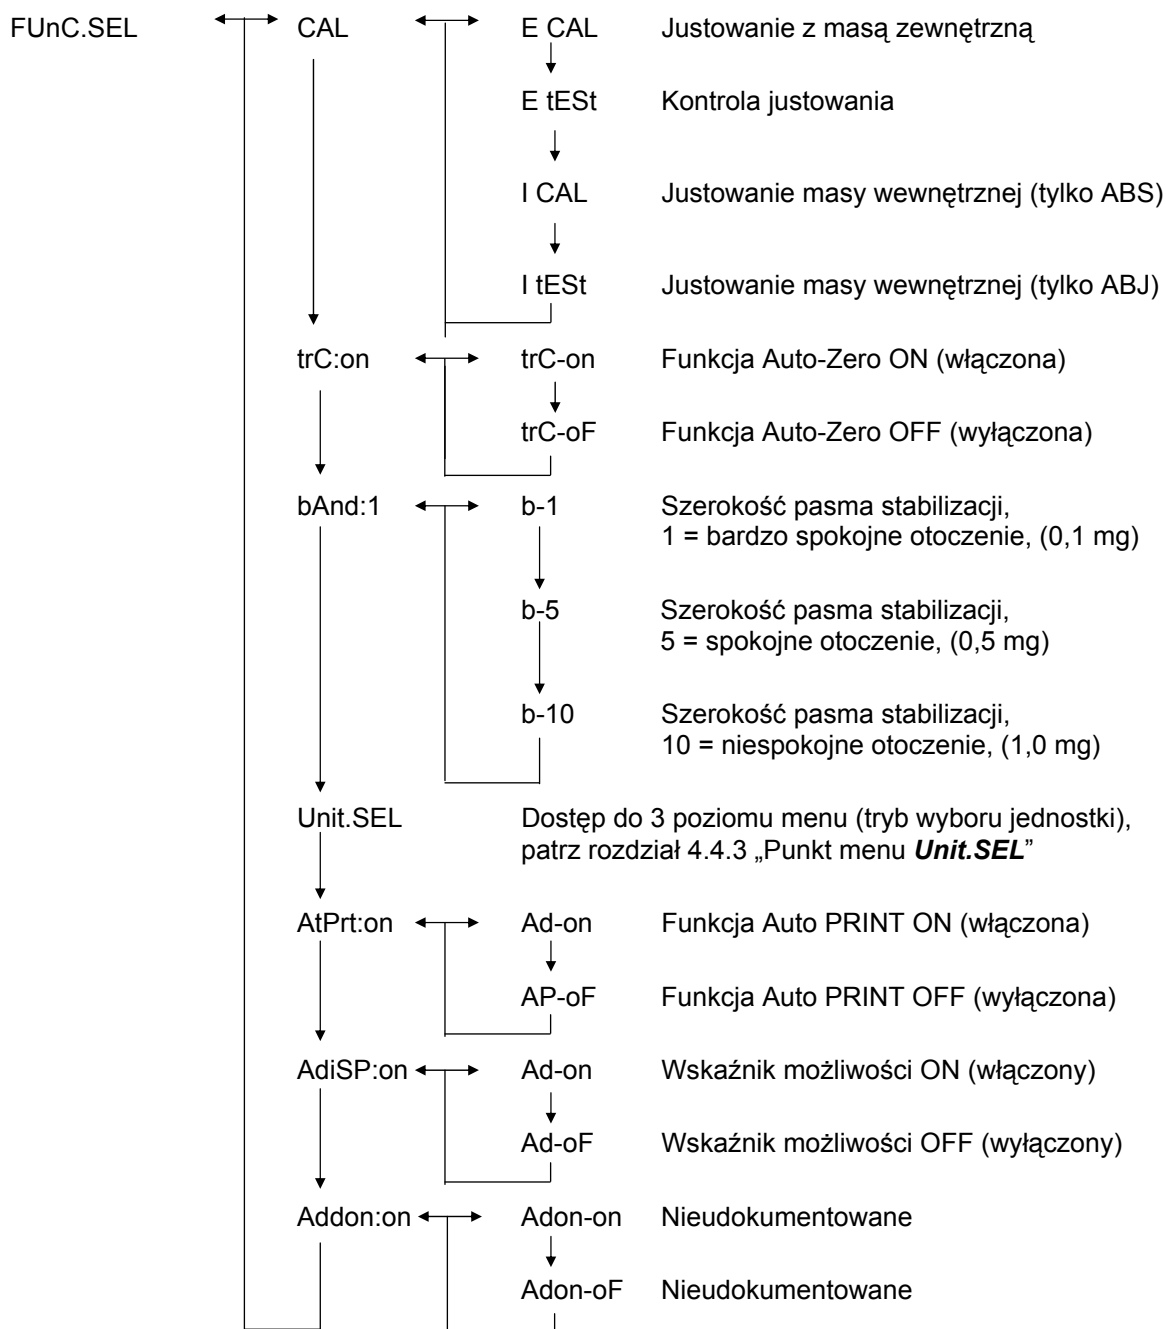 FUnC.SEL CAL E CAL Justowanie z masą zewnętrzną
E tESt Kontrola justowania
I CAL Justowanie masy wewnętrznej (tylko ABS)
I tESt Justowanie masy wewnętrznej (tylko ABJ)
trC:on trC-on Funkcja Auto-Zero ON (włączona)
trC-oF Funkcja Auto-Zero OFF (wyłączona)
bAnd:1 b-1 Szerokość pasma stabilizacji,
1 = bardzo spokojne otoczenie, (0,1 mg)
b-5 Szerokość pasma stabilizacji,
5 = spokojne otoczenie, (0,5 mg)
b-10 Szerokość pasma stabilizacji,
10 = niespokojne otoczenie, (1,0 mg)
Unit.SEL Dostęp do 3 poziomu menu (tryb wyboru jednostki),
patrz rozdział 4.4.3 „Punkt menu Unit.SEL”
AtPrt:on Ad-on Funkcja Auto PRINT ON (włączona)
AP-oF Funkcja Auto PRINT OFF (wyłączona)
AdiSP:on Ad-on Wskaźnik możliwości ON (włączony)
Ad-oF Wskaźnik możliwości OFF (wyłączony)
Addon:on Adon-on Nieudokumentowane
Adon-oF Nieudokumentowane